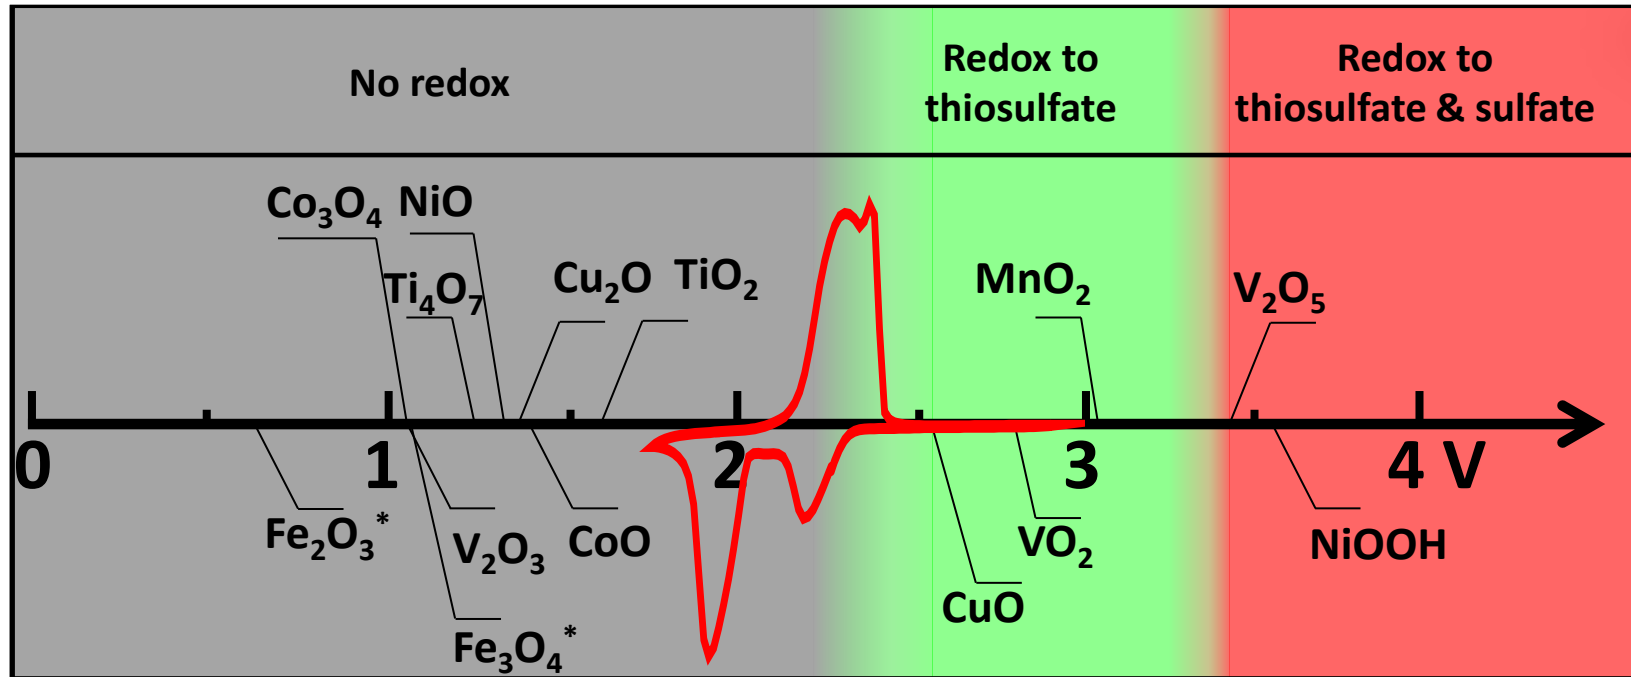 No redox
Redox to
thiosulfate
Redox to
thiosulfate & sulfate
Co₃O₄ NiO
Ti₄O₇
Cu₂O TiO₂
MnO₂
V₂O₅
0 1 2 3 4 V
Fe₂O₃*
V₂O₃
CoO
VO₂
NiOOH
CuO
Fe₃O₄*